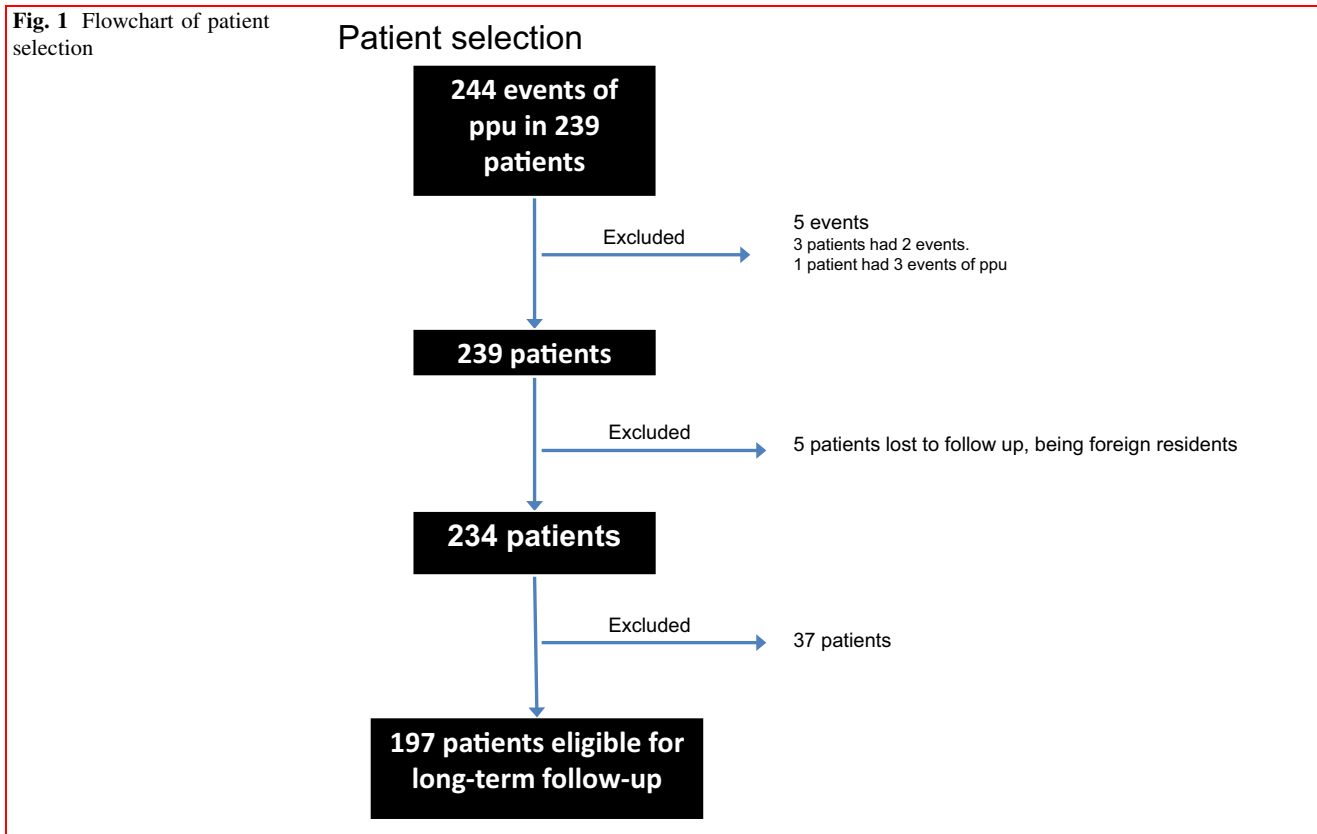 Fig. 1 Flowchart of patient
selection
Patient selection
244 events of
ppu in 239
patients
Excluded
5 events
3 patients had 2 events.
1 patient had 3 events of ppu
239 patients
Excluded
5 patients lost to follow up, being foreign residents
234 patients
Excluded
37 patients
197 patients eligible for
long-term follow-up